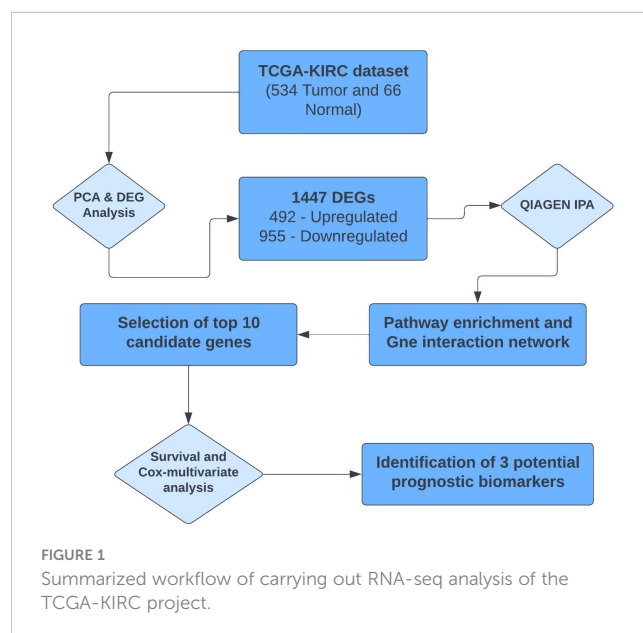 TCGA-KIRC dataset
(534 Tumor and 66
Normal)
PCA & DEG
Analysis
1447 DEGs
492 - Upregulated
955 - Downregulated
QIAGEN IPA
Selection of top 10
candidate genes
Pathway enrichment and
Gne interaction network
Survival and
Cox-multivariate
analysis
Identification of 3 potential
prognostic biomarkers
FIGURE 1
Summarized workflow of carrying out RNA-seq analysis of the
TCGA-KIRC project.